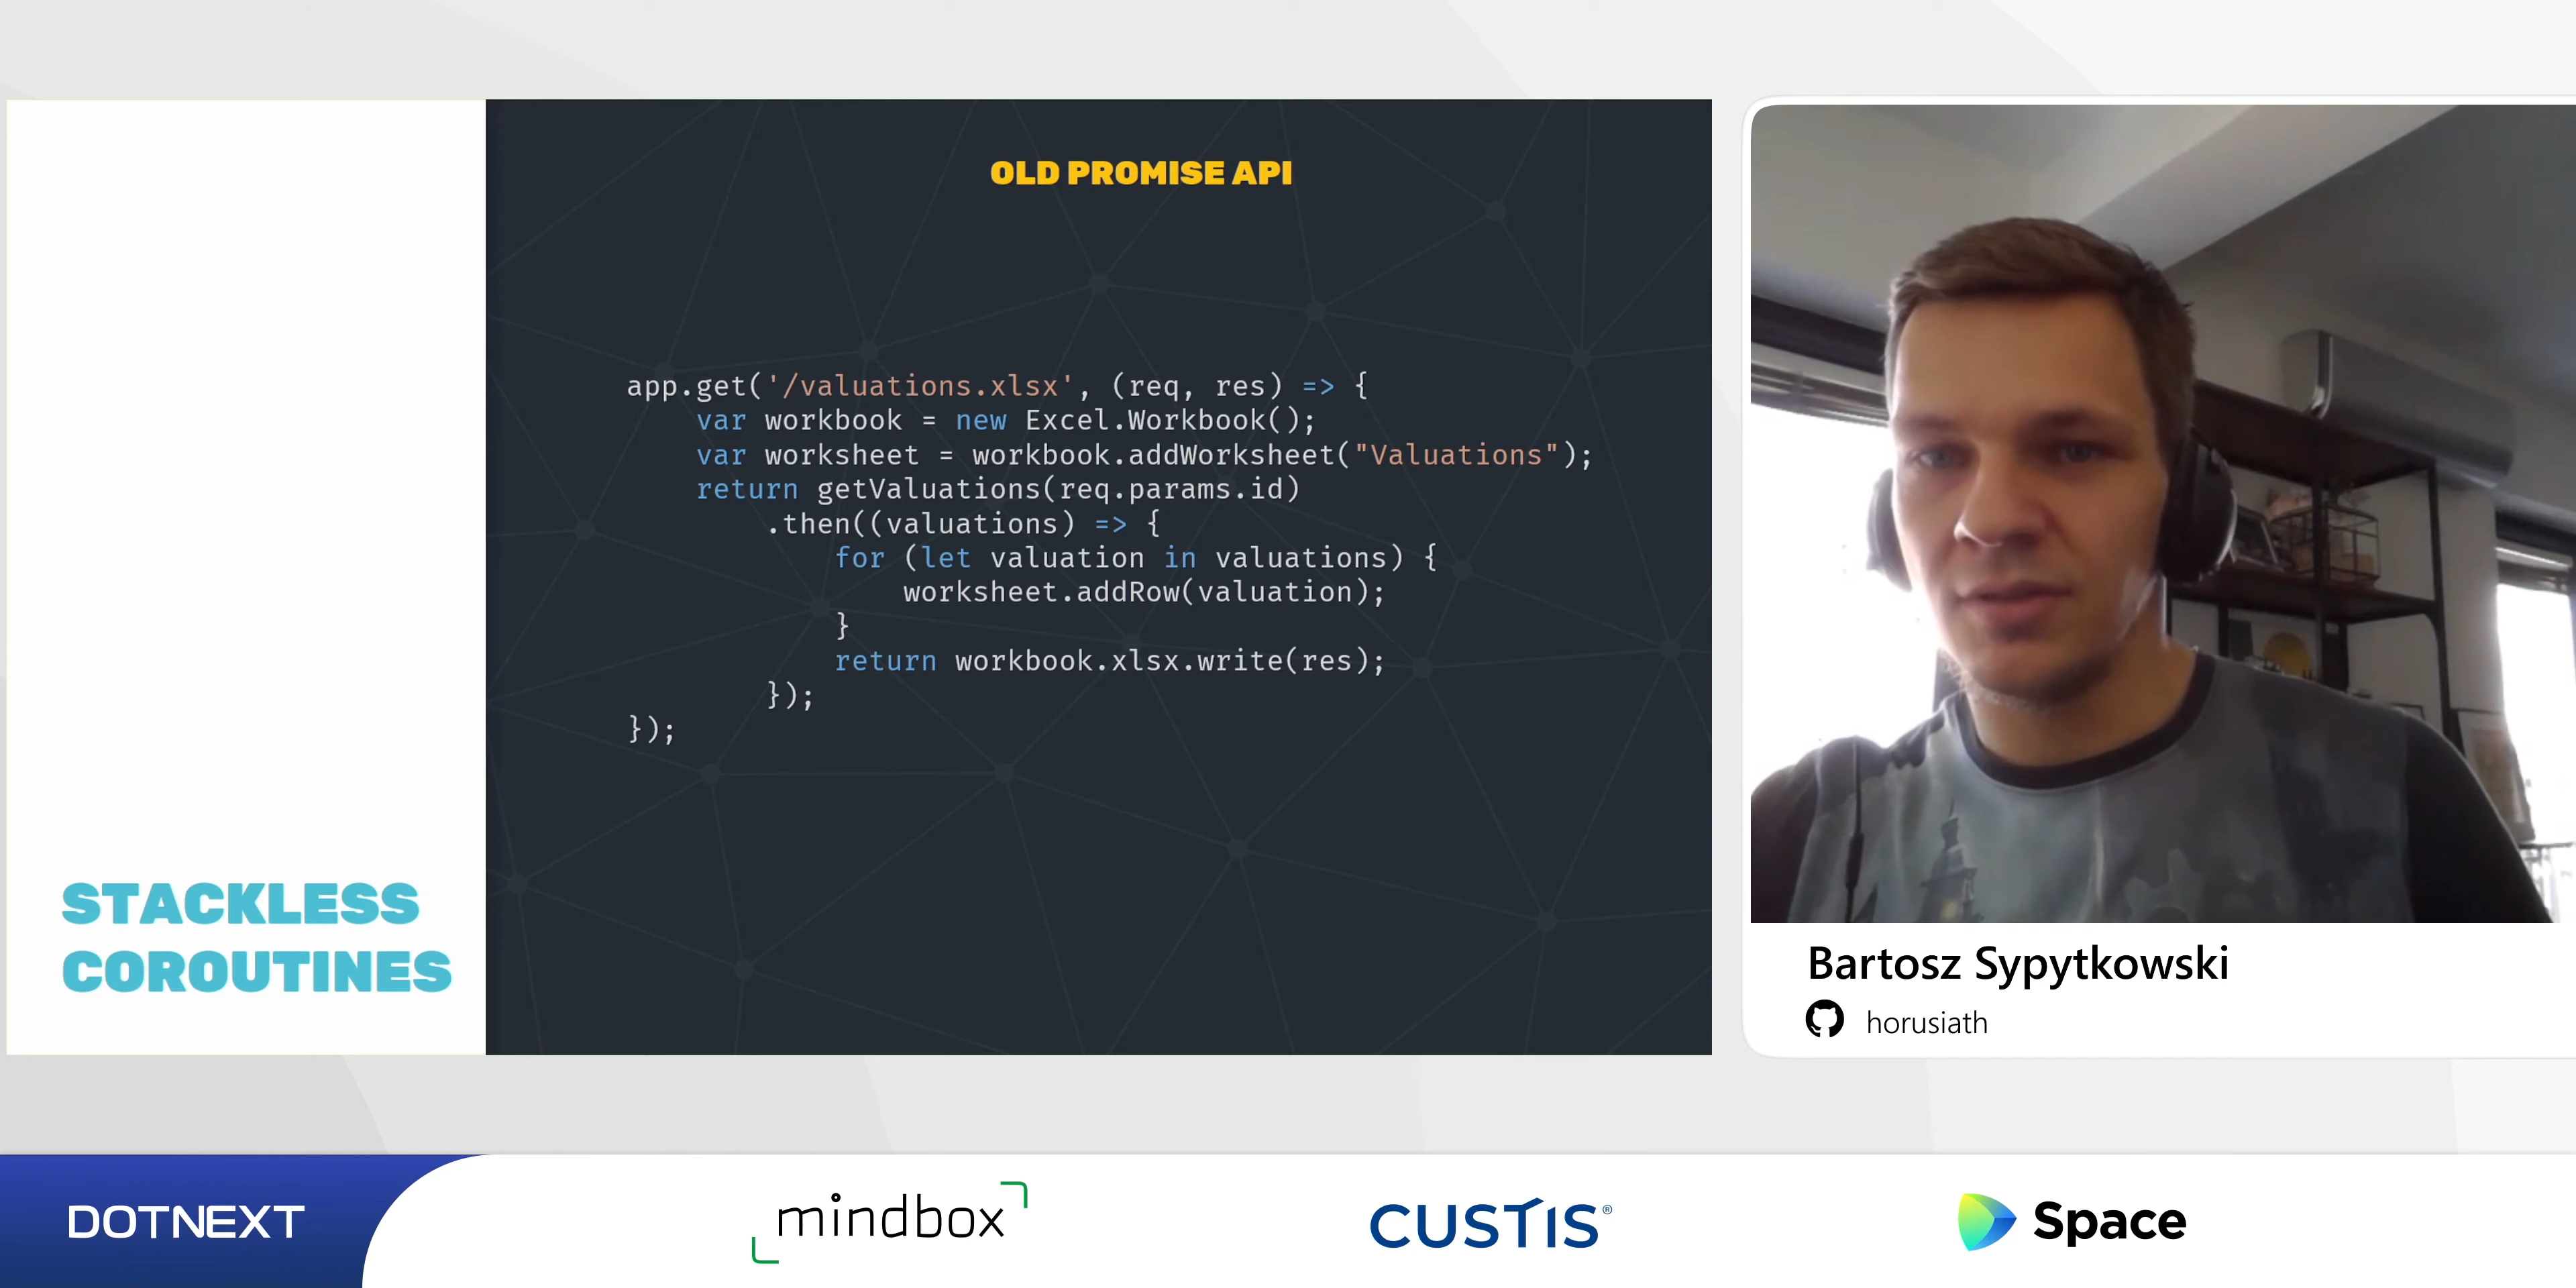 STACKLESS
COROUTINES
OLD PROMISE API
app.get('/valuations.xlsx', (req, res) => {
    var workbook = new Excel.Workbook();
    var worksheet = workbook.addWorksheet("Valuations");
    return getValuations(req.params.id)
        .then((valuations) => {
            for (let valuation in valuations) {
                worksheet.addRow(valuation);
            }
            return workbook.xlsx.write(res);
        });
});
Bartosz Sypytkowski
horusiath
DOTNEXT
mindbox
CUSTIS®
Space